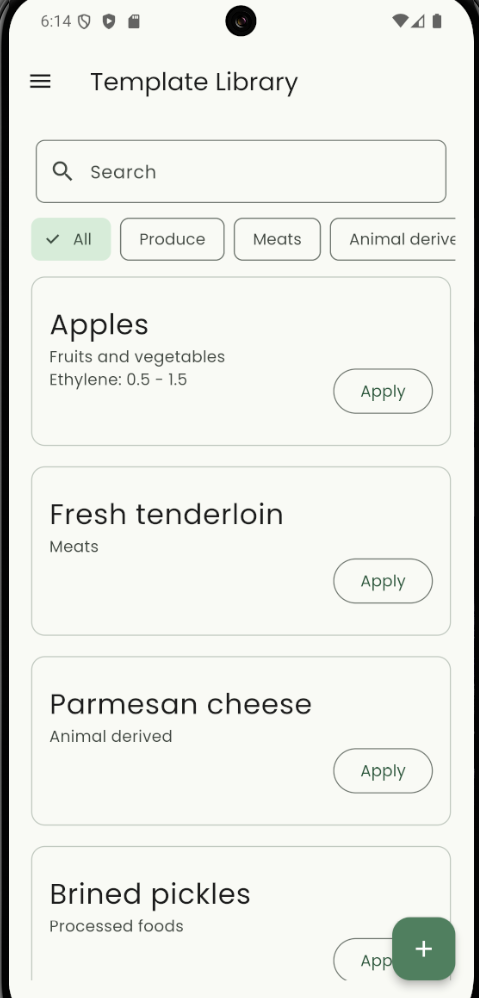 6:14
Template Library
Search
All Produce Meats Animal derive
Apples
Fruits and vegetables
Ethylene: 0.5 - 1.5
Apply
Fresh tenderloin
Meats
Apply
Parmesan cheese
Animal derived
Apply
Brined pickles
Processed foods
App
+